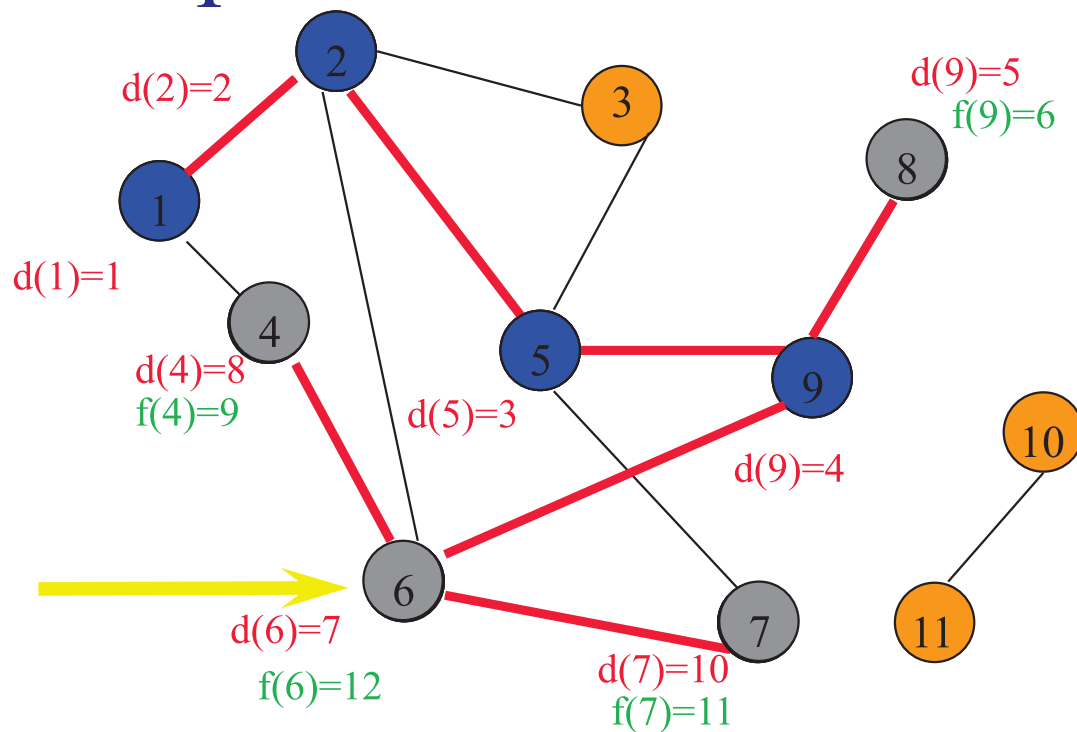 p
2
d(9)=5
d(2)=2
3
f(9)=6
8
1
d(1)=1
4
5
d(4)=8
9
f(4)=9
d(5)=3
10
d(9)=4
6
7
11
d(6)=7
d(7)=10
f(6)=12
f(7)=11